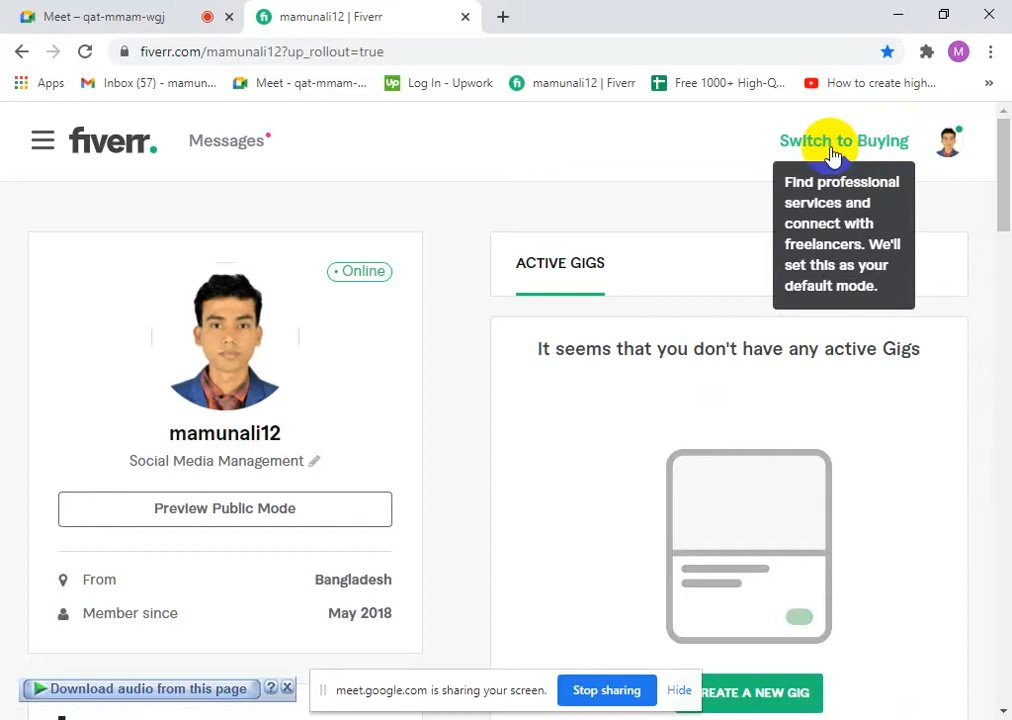 Meet – qat-mmam-wgj
mamunali12 | Fiverr
fiverr.com/mamunali12?up_rollout=true
M
Apps
Inbox (57) - mamun...
Meet - qat-mmam-...
up Log In - Upwork
fi mamunali12 | Fiverr
Free 1000+ High-Q...
How to create high...
»
fiverr.
Messages
Switch to Buying
Find professional
services and
connect with
freelancers. We'll
set this as your
default mode.
• Online
ACTIVE GIGS
It seems that you don't have any active Gigs
mamunali12
Social Media Management
Preview Public Mode
From Bangladesh
Member since May 2018
Download audio from this page ? X
meet.google.com is sharing your screen.
Stop sharing
Hide
REATE A NEW GIG